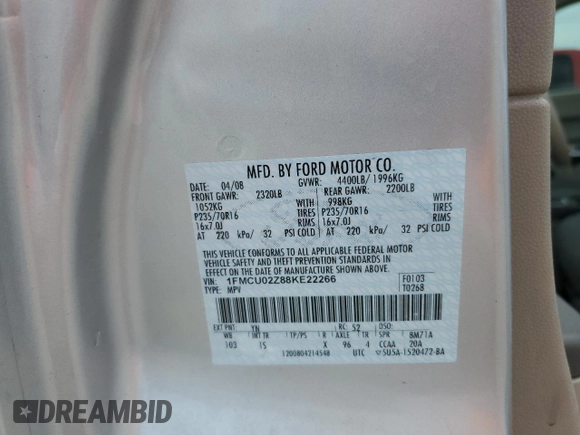 MFD. BY FORD MOTOR CO.
DATE: 04/08 GVWR: 4400LB/ 1996KG
FRONT GAWR: 2320LB REAR GAWR: 2200LB
1052KG WITH 998KG WITH
P235/70R16 TIRES P235/70R16 TIRES
16x7.0J RIMS 16x7.0J RIMS
AT 220 kPa/ 32 PSI COLD AT 220 kPa/ 32 PSI COLD
THIS VEHICLE CONFORMS TO ALL APPLICABLE FEDERAL MOTOR
VEHICLE SAFETY AND THEFT PREVENTION STANDARDS IN
EFFECT ON THE DATE OF MANUFACTURE SHOWN ABOVE.
VIN: 1FMCU02Z88KE22266 F0103
TYPE: MPV T0268
EXT PNT: YN RC: 52 DSO:
WB INT TR TP/PS R AXLE TR SPR 8M71A
103 15 X 96 4 CCAA 20A
1200804214548 UTC 5U5A-1520472-BA
DREAMBID